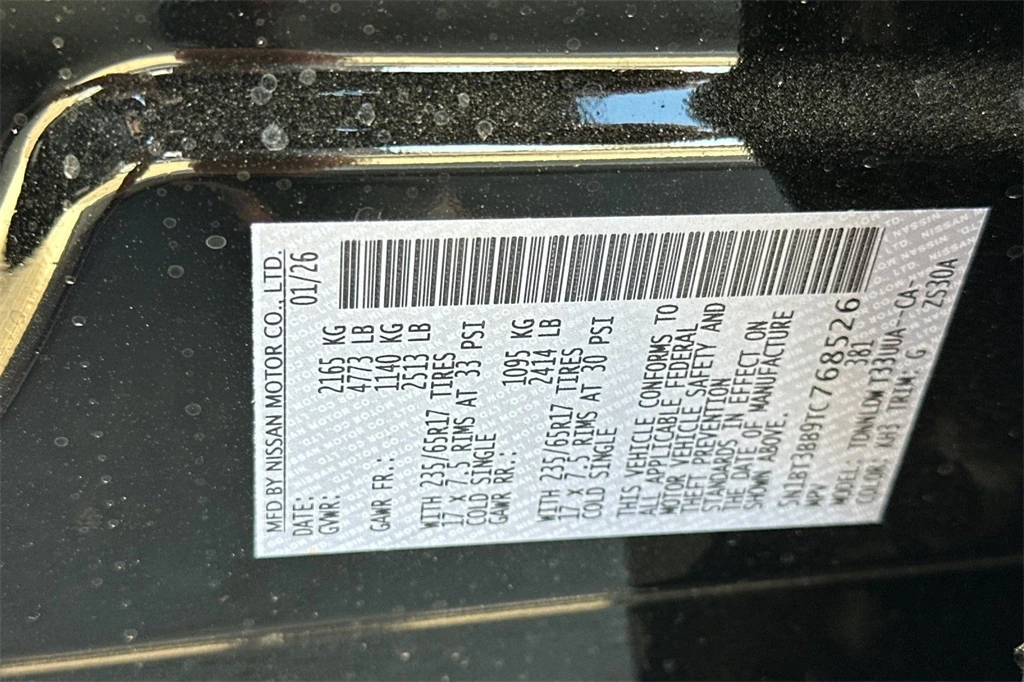 MFD BY NISSAN MOTOR CO., LTD.
DATE: 01/26
GVWR: 2165 KG
4773 LB
GAWR FR.: 1140 KG
2513 LB
WITH 235/65R17 TIRES
17 X 7.5 RIMS AT 33 PSI
COLD SINGLE
GAWR RR.: 1095 KG
2414 LB
WITH 235/65R17 TIRES
17 X 7.5 RIMS AT 30 PSI
COLD SINGLE
THIS VEHICLE CONFORMS TO
ALL APPLICABLE FEDERAL
MOTOR VEHICLE SAFETY AND
THEFT PREVENTION
STANDARDS IN EFFECT ON
THE DATE OF MANUFACTURE
SHOWN ABOVE.
5N1BT3BB9TC768526
MPV 381
MODEL: TDNNLDW T33UUA--CA-
COLOR: KH3 TRIM: G ZS30A